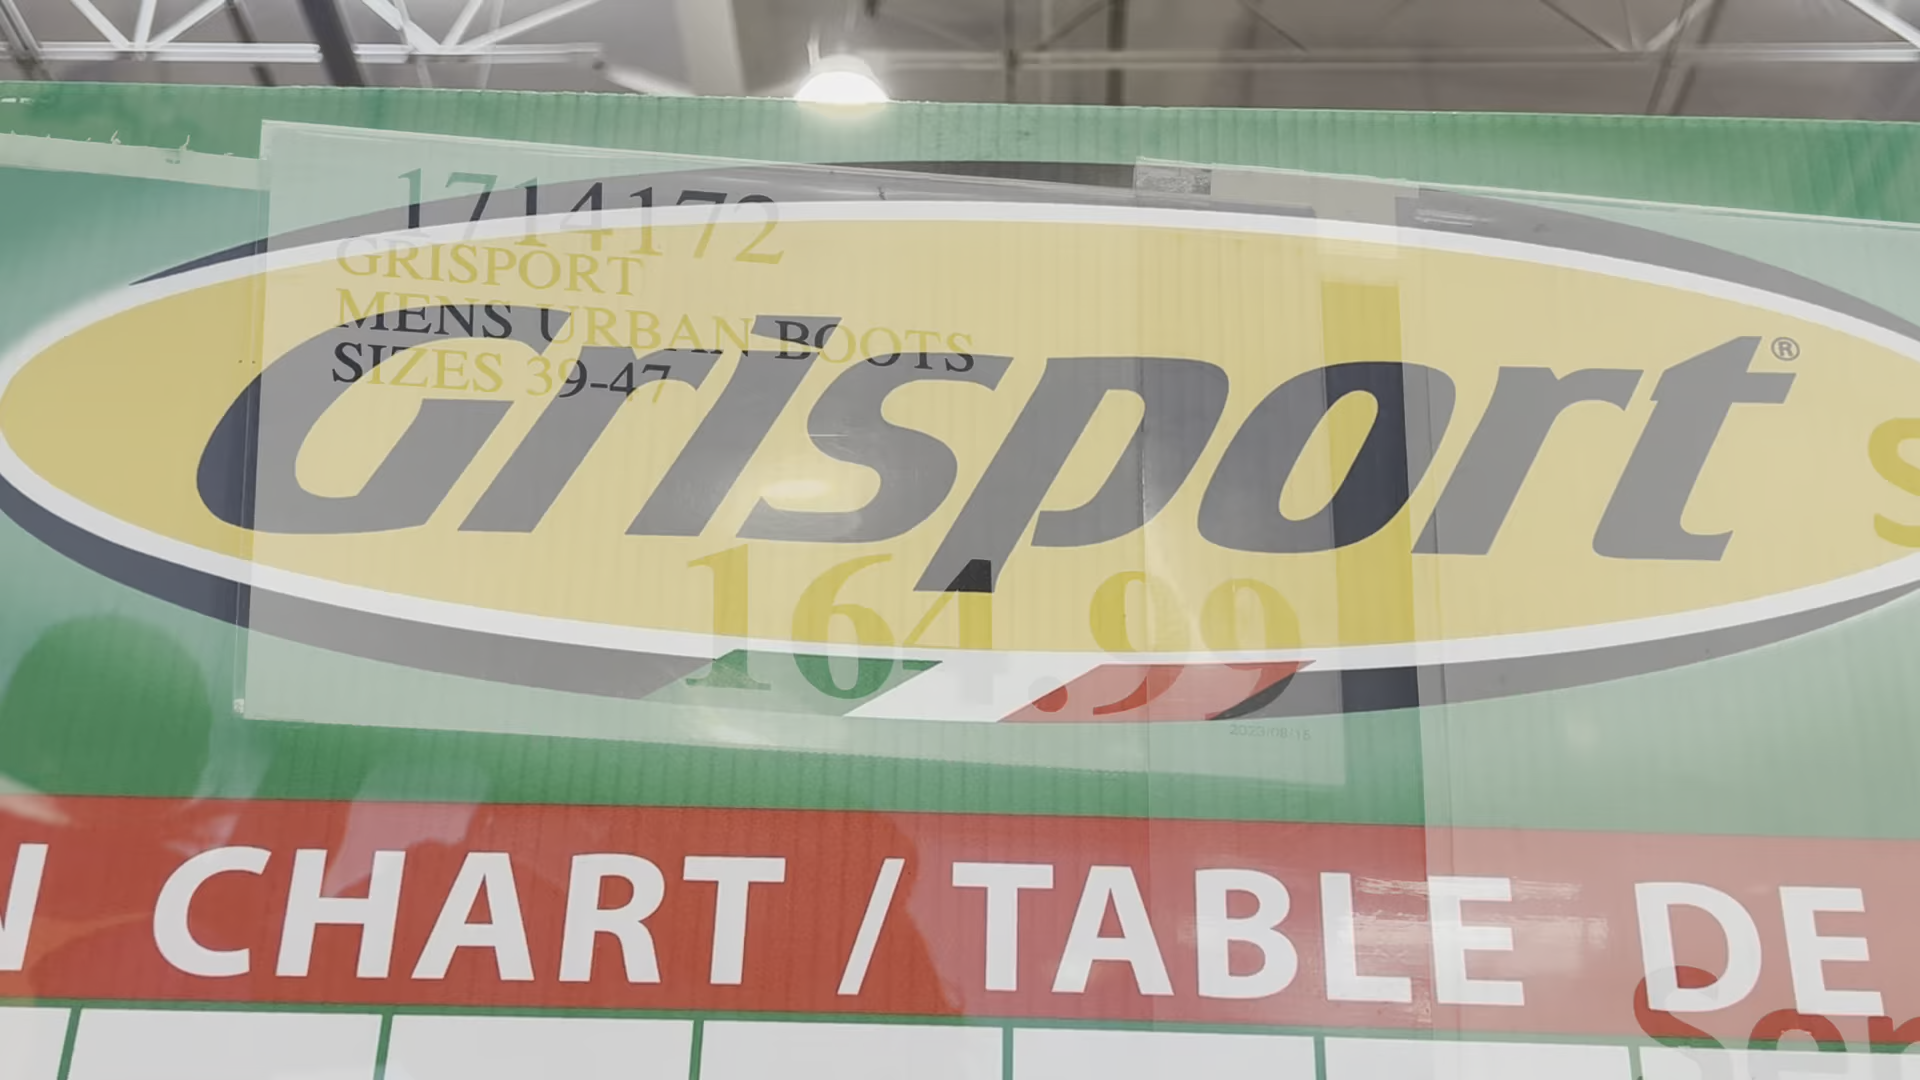 1714172
GRISPORT
MENS URBAN BOOTS
SIZES 39-47
Grisport®
164.99
2023/08/15
CHART / TABLE DE